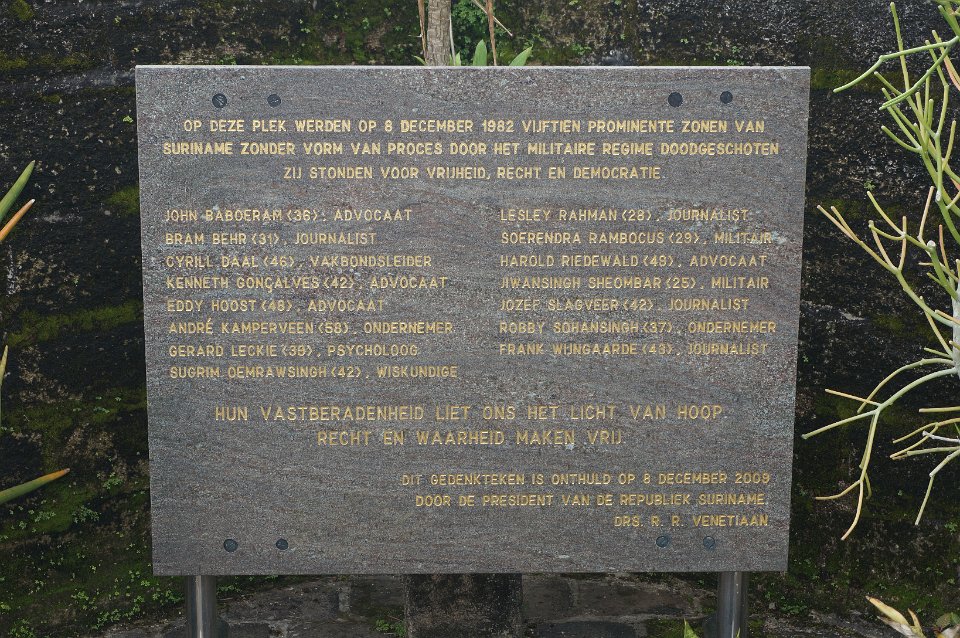 OP DEZE PLEK WERDEN OP 8 DECEMBER 1982 VIJFTIEN PROMINENTE ZONEN VAN
SURINAME ZONDER VORM VAN PROCES DOOR HET MILITAIRE REGIME DOODGESCHOTEN
ZIJ STONDEN VOOR VRIJHEID, RECHT EN DEMOCRATIE.
JOHN BABOERAM (36), ADVOCAAT
BRAM BEHR (31), JOURNALIST
CYRILL DAAL (46), VAKBONDSLEIDER
KENNETH GONÇALVES (42), ADVOCAAT
EDDY HOOST (48), ADVOCAAT
ANDRÉ KAMPERVEEN (58), ONDERNEMER
GERARD LECKIE (39), PSYCHOLOOG
SUGRIM OEMRAWSINGH (42), WISKUNDIGE
LESLEY RAHMAN (28), JOURNALIST
SOERENDRA RAMBOCUS (29), MILITAIR
HAROLD RIEDEWALD (49), ADVOCAAT
JIWANSINGH SHEOMBAR (25), MILITAIR
JOZEF SLAGVEER (42), JOURNALIST
ROBBY SOHANSINGH (37), ONDERNEMER
FRANK WIJNGAARDE (43), JOURNALIST
HUN VASTBERADENHEID LIET ONS HET LICHT VAN HOOP.
RECHT EN WAARHEID MAKEN VRIJ.
DIT GEDENKTEKEN IS ONTHULD OP 8 DECEMBER 2009
DOOR DE PRESIDENT VAN DE REPUBLIEK SURINAME,
DRS. R. R. VENETIAAN